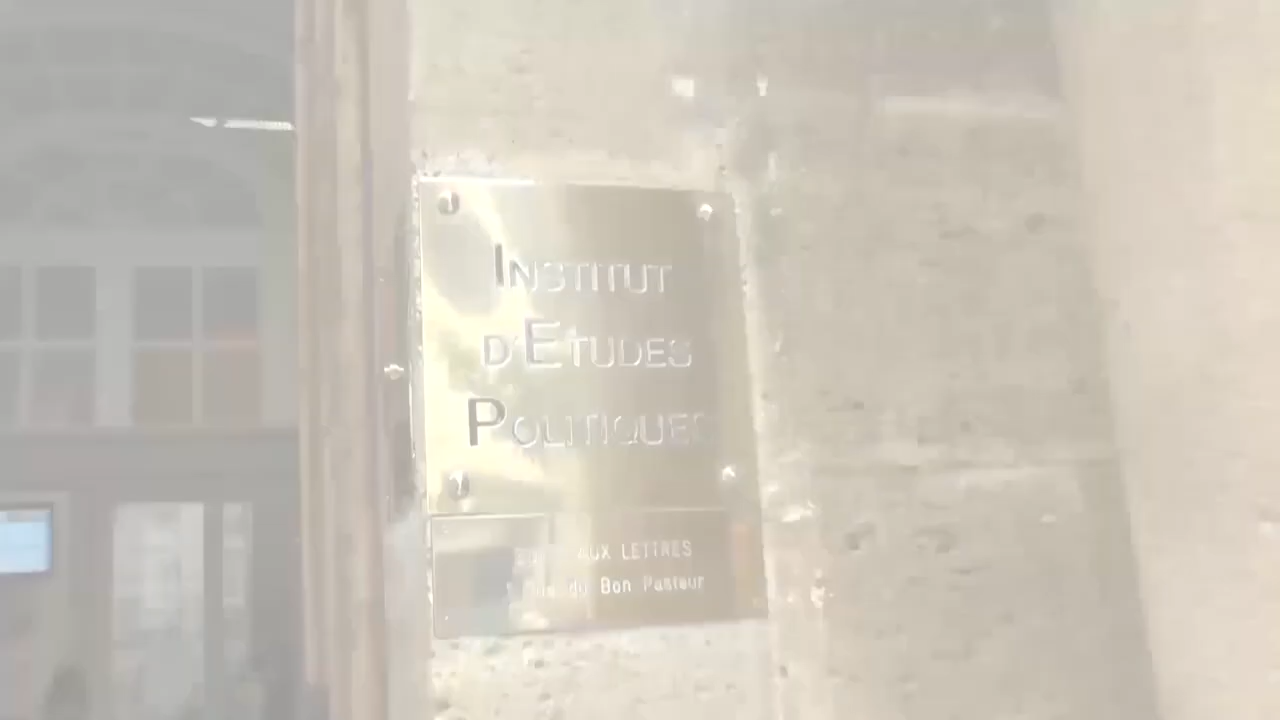 INSTITUT
D'ETUDES
POLITIQUES
AUX LETTRES
du Bon Pasteur